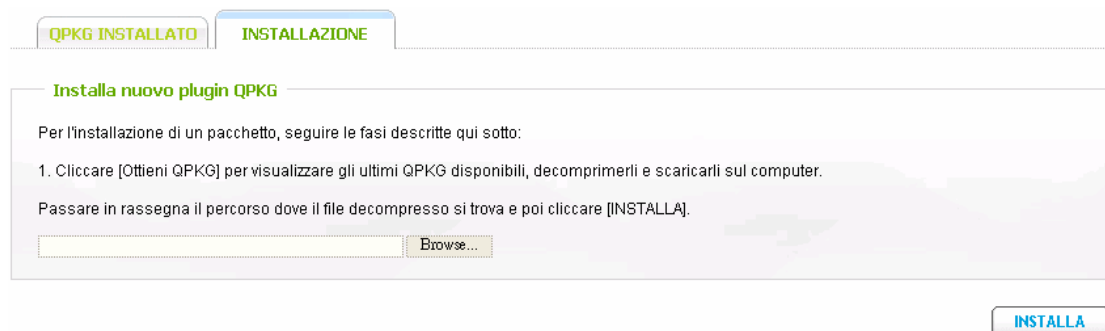 QPKG INSTALLATO
INSTALLAZIONE
Installa nuovo plugin QPKG
Per l'installazione di un pacchetto, seguire le fasi descritte qui sotto:
1. Cliccare [Ottieni QPKG] per visualizzare gli ultimi QPKG disponibili, decomprimerli e scaricarli sul computer.
Passare in rassegna il percorso dove il file decompresso si trova e poi cliccare [INSTALLA].
Browse...
INSTALLA